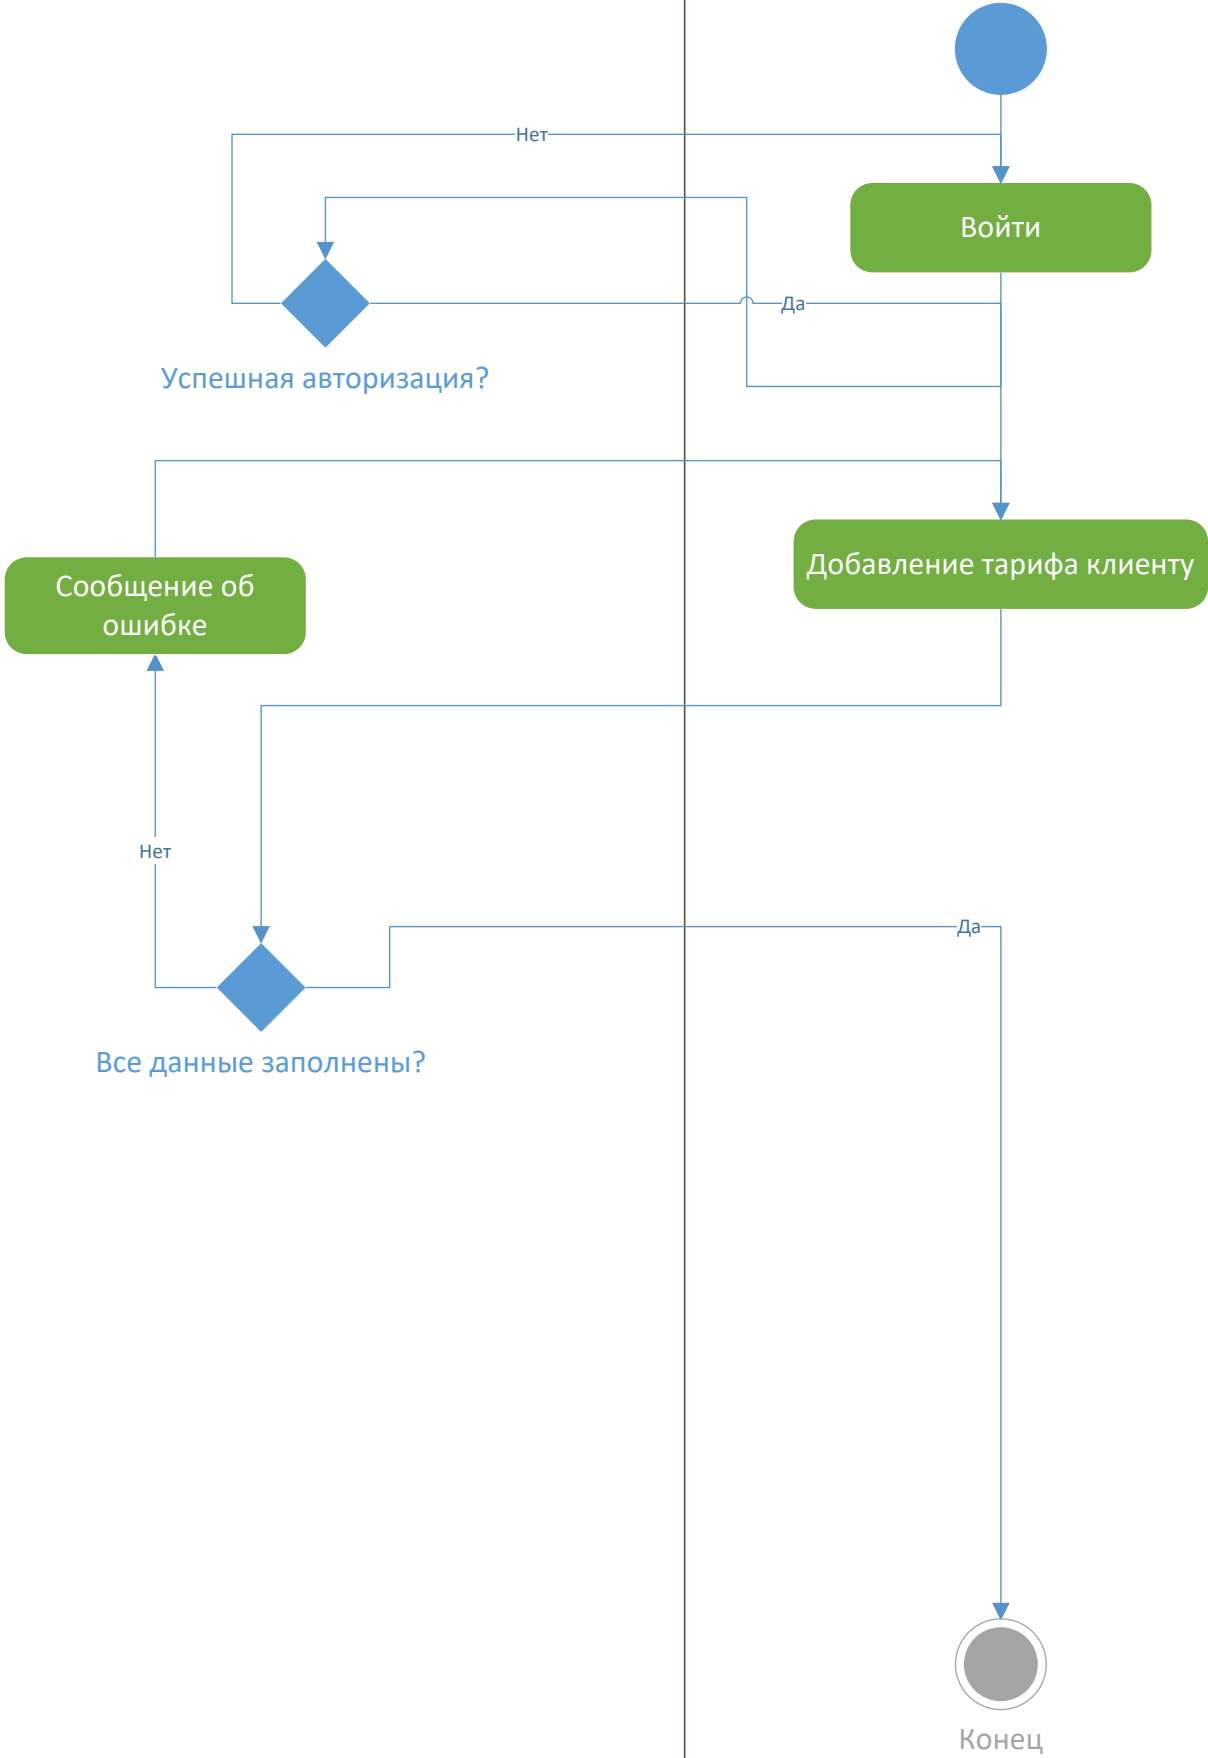 Нет
Войти
Да
Успешная авторизация?
Добавление тарифа клиенту
Сообщение об
ошибке
Нет
Да
Все данные заполнены?
Конец